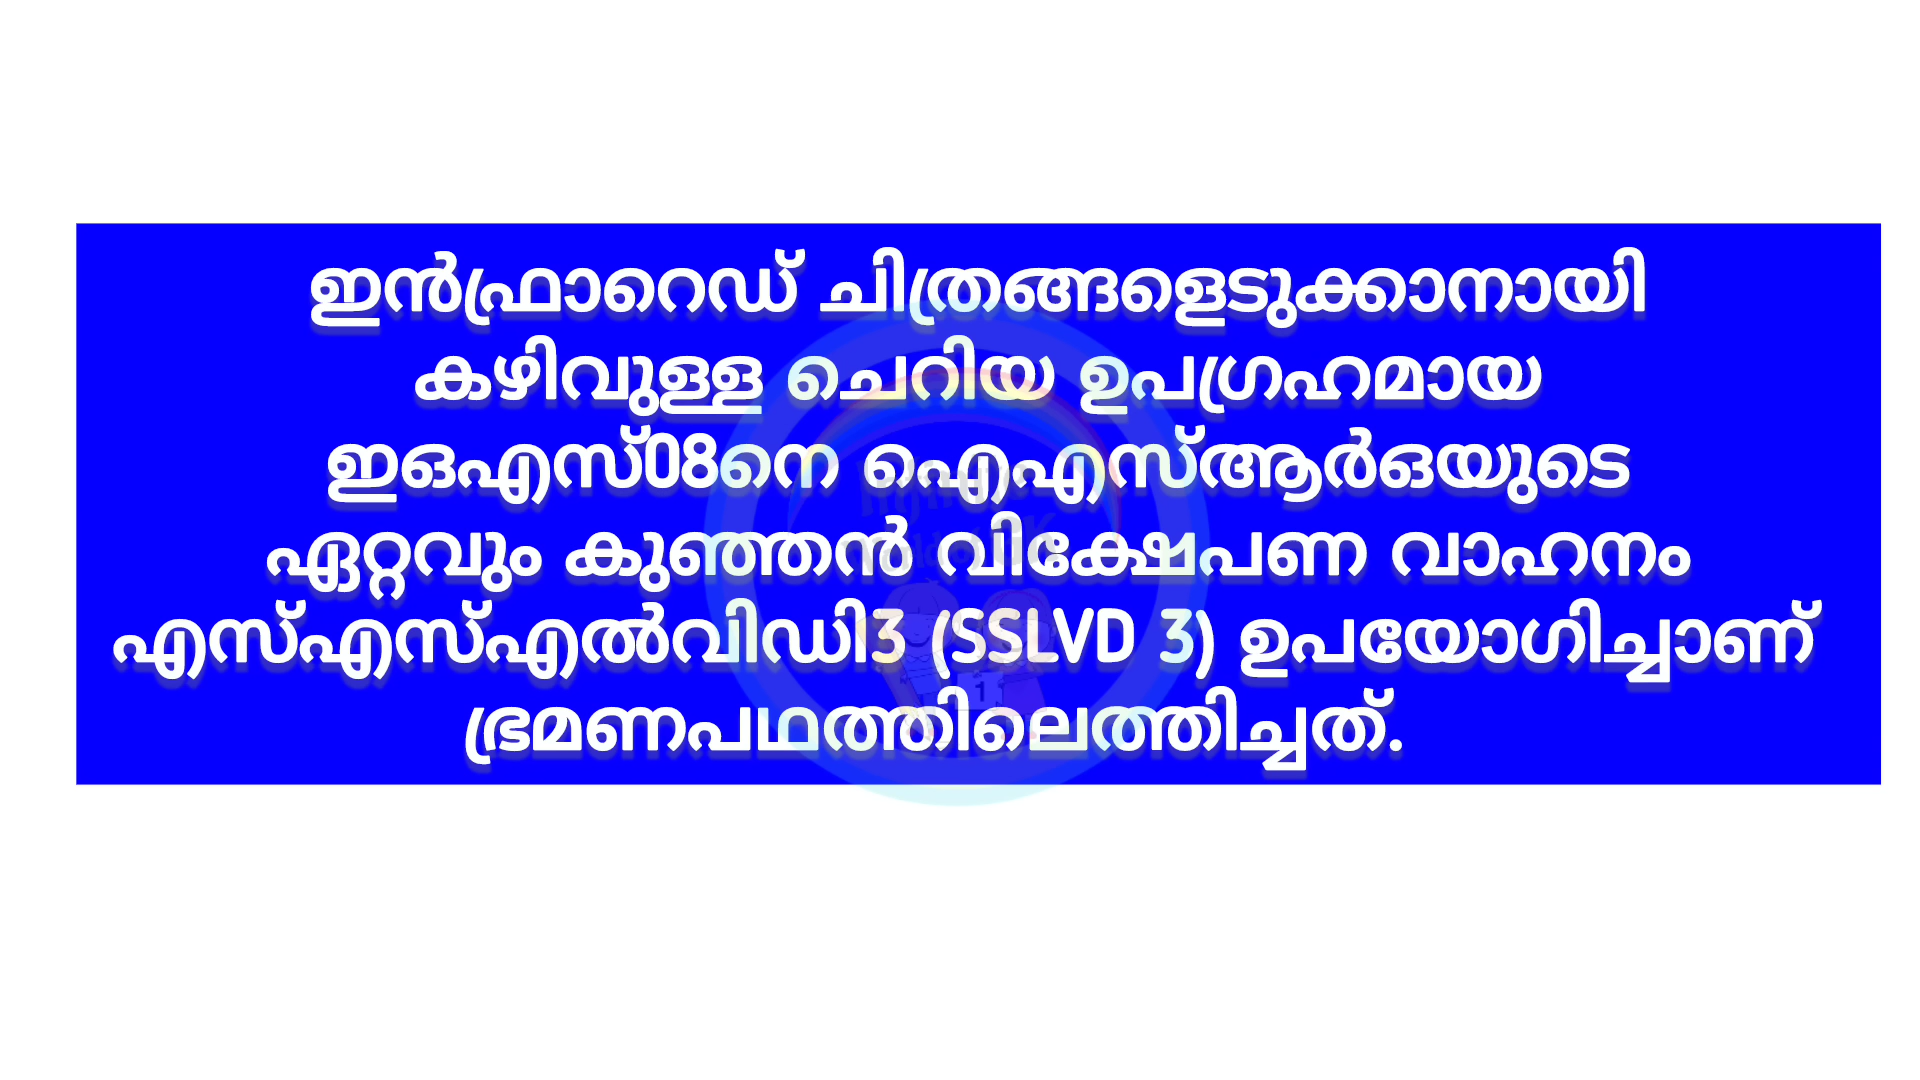 ഇൻഫ്രാറെഡ് ചിത്രങ്ങളെടുക്കാനായി
കഴിവുള്ള ചെറിയ ഉപഗ്രഹമായ
ഇഒഎസ്08നെ ഐഎസ്ആർഒയുടെ
ഏറ്റവും കുഞ്ഞൻ വിക്ഷേപണ വാഹനം
എസ്എസ്എൽവിഡി3 (SSLVD 3) ഉപയോഗിച്ചാണ്
ഭ്രമണപഥത്തിലെത്തിച്ചത്.
1